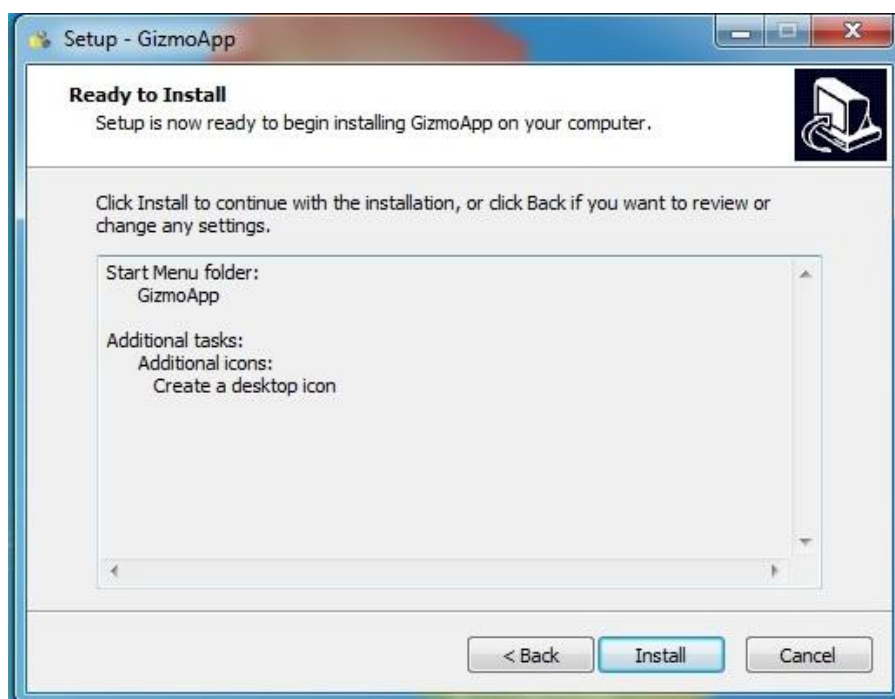 Setup - GizmoApp
Ready to Install
Setup is now ready to begin installing GizmoApp on your computer.
Click Install to continue with the installation, or click Back if you want to review or
change any settings.
Start Menu folder:
GizmoApp
Additional tasks:
Additional icons:
Create a desktop icon
< Back
Install
Cancel